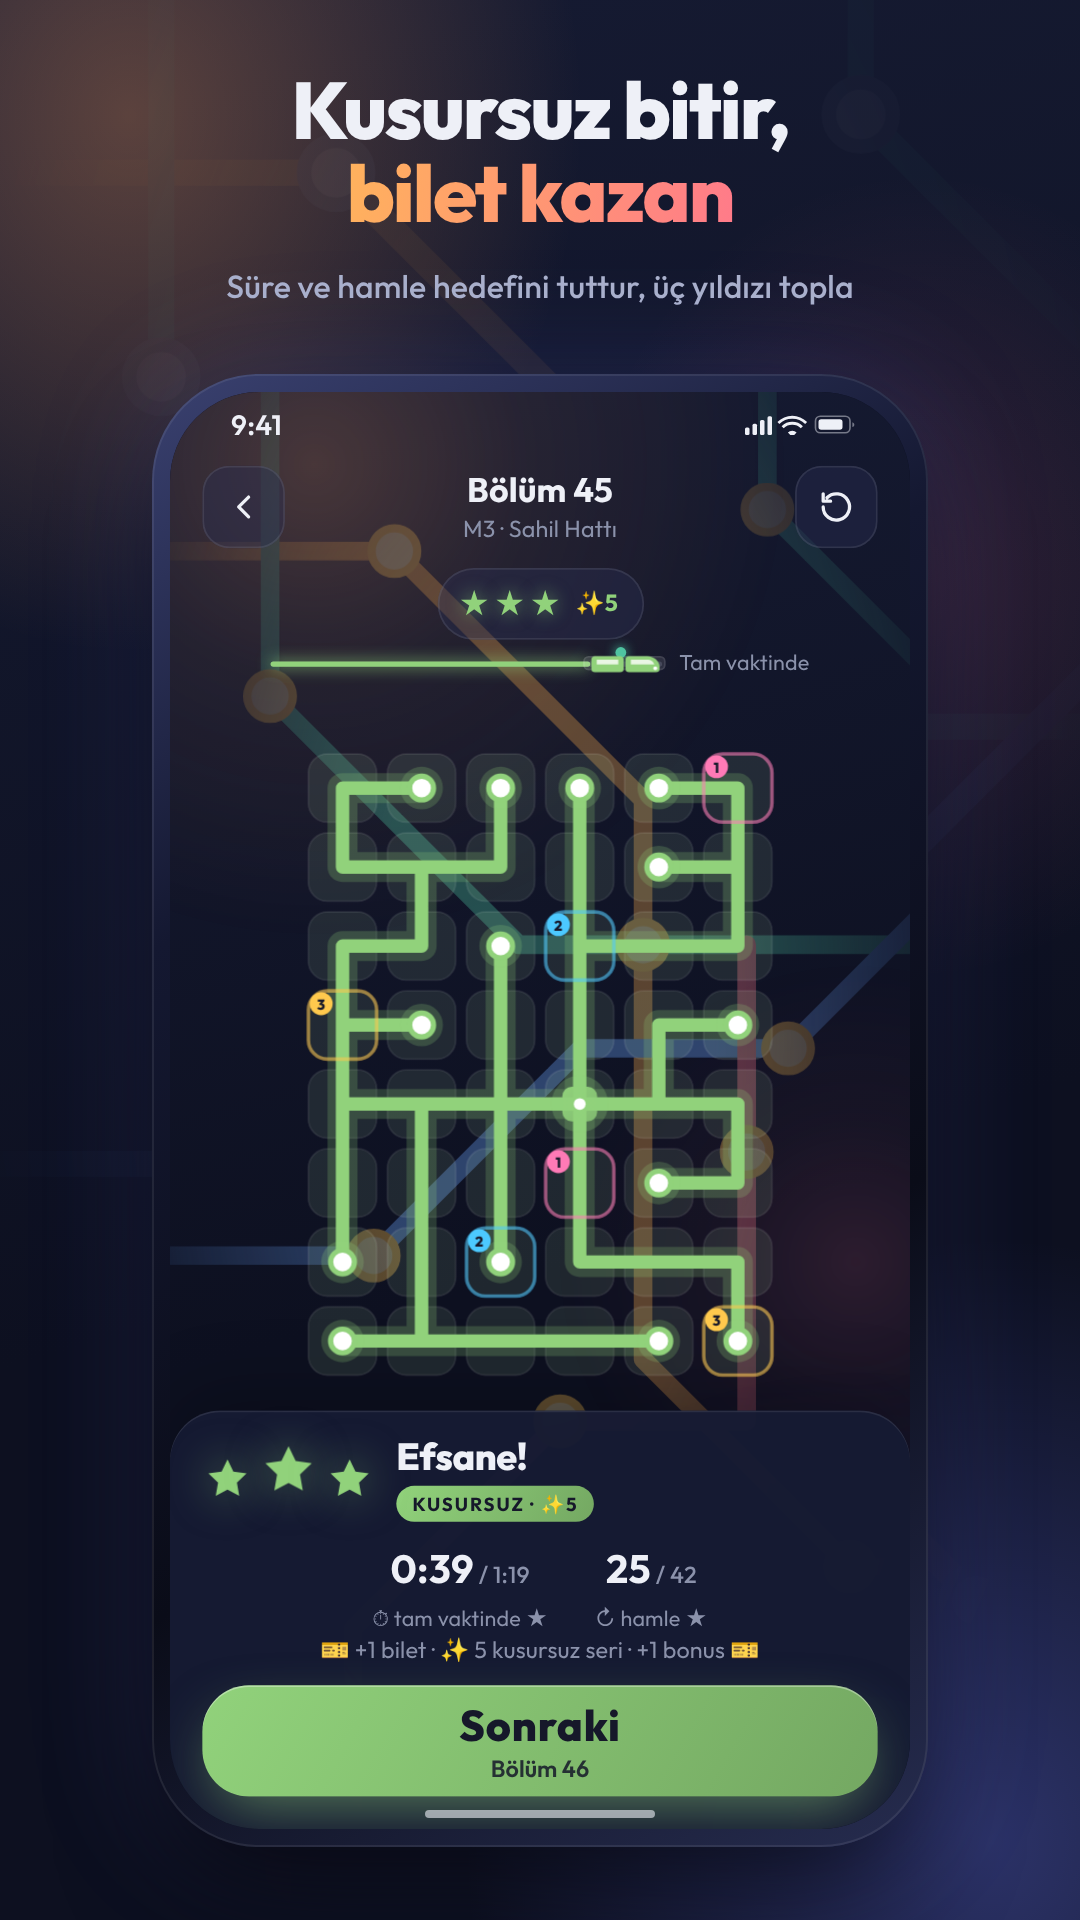 Kusursuz bitir,
bilet kazan
Süre ve hamle hedefini tuttur, üç yıldızı topla
9:41
Bölüm 45
M3 · Sahil Hattı
★ ★ ★ ✨5
Tam vaktinde
1
2
3
1
2
3
Efsane!
KUSURSUZ · ✨5
0:39 / 1:19
25 / 42
⏱ tam vaktinde ★
↻ hamle ★
🎫 +1 bilet · ✨ 5 kusursuz seri · +1 bonus 🎫
Sonraki
Bölüm 46